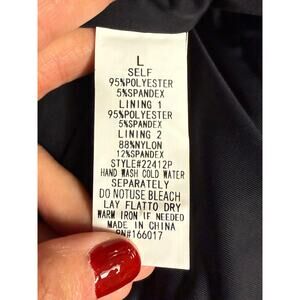 L
SELF
95%POLYESTER
5%SPANDEX
LINING 1
95%POLYESTER
5%SPANDEX
LINING 2
88%NYLON
12%SPANDEX
STYLE#22412P
HAND WASH COLD WATER
SEPARATELY
DO NOTUSE BLEACH
LAY FLATTO DRY
WARM IRON IF NEEDED
MADE IN CHINA
RN#166017